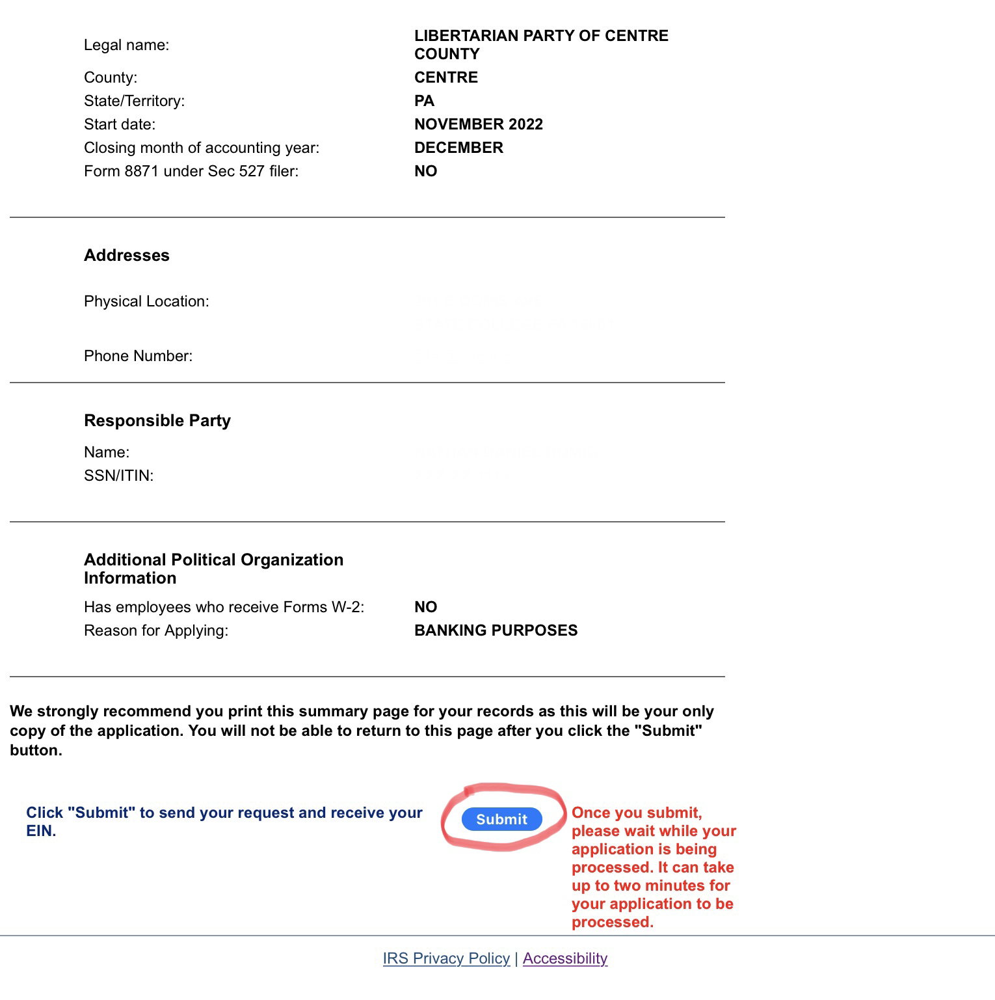 Legal name:
LIBERTARIAN PARTY OF CENTRE
COUNTY
County:
CENTRE
State/Territory:
PA
Start date:
NOVEMBER 2022
Closing month of accounting year:
DECEMBER
Form 8871 under Sec 527 filer:
NO
Addresses
Physical Location:
Phone Number:
Responsible Party
Name:
SSN/ITIN:
Additional Political Organization
Information
Has employees who receive Forms W-2:
NO
Reason for Applying:
BANKING PURPOSES
We strongly recommend you print this summary page for your records as this will be your only
copy of the application. You will not be able to return to this page after you click the "Submit"
button.
Click "Submit" to send your request and receive your
EIN.
Submit
Once you submit,
please wait while your
application is being
processed. It can take
up to two minutes for
your application to be
processed.
IRS Privacy Policy | Accessibility